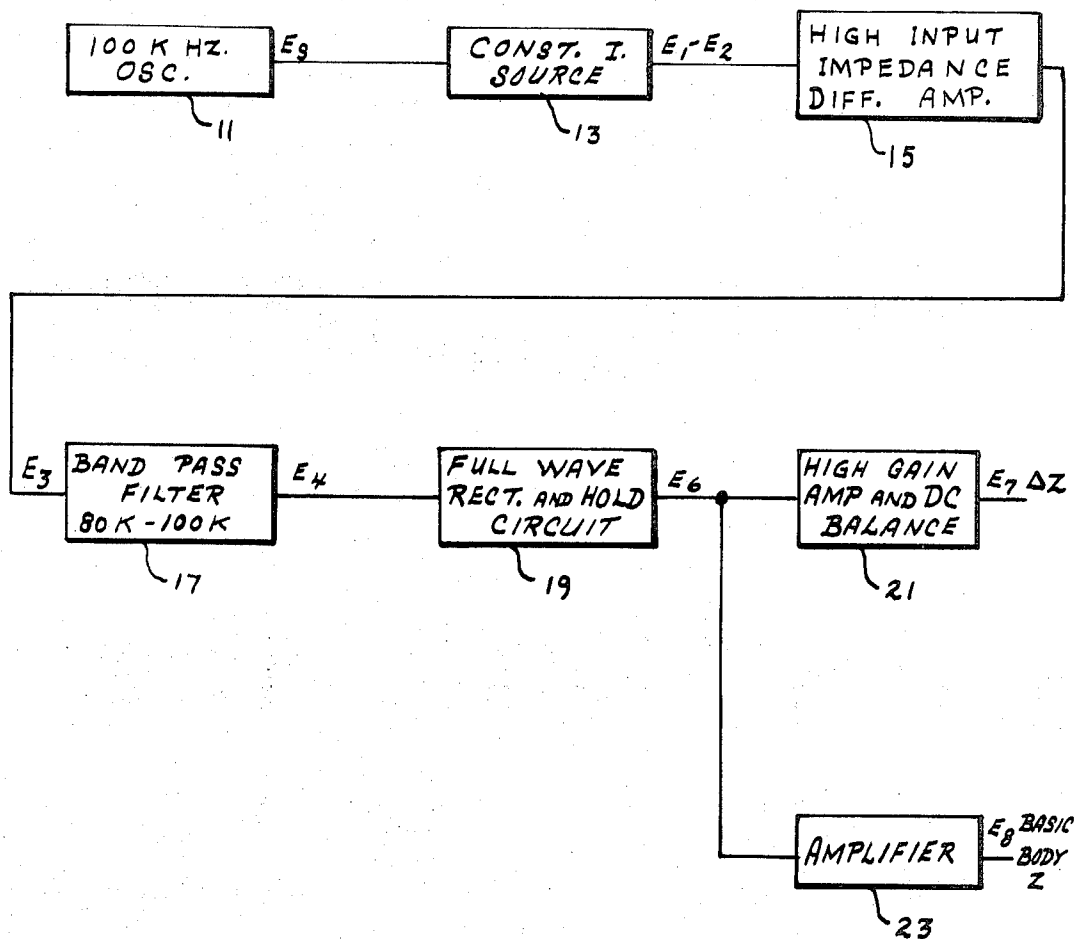 100 K HZ.
OSC.
E9
CONST. I.
SOURCE
E1-E2
HIGH INPUT
IMPEDANCE
DIFF. AMP.
11
13
15
E3
BAND PASS
FILTER
80K-100K
E4
FULL WAVE
RECT. AND HOLD
CIRCUIT
E6
HIGH GAIN
AMP AND DC
BALANCE
E7 ΔZ
17
19
21
AMPLIFIER
E8 BASIC
BODY
Z
23